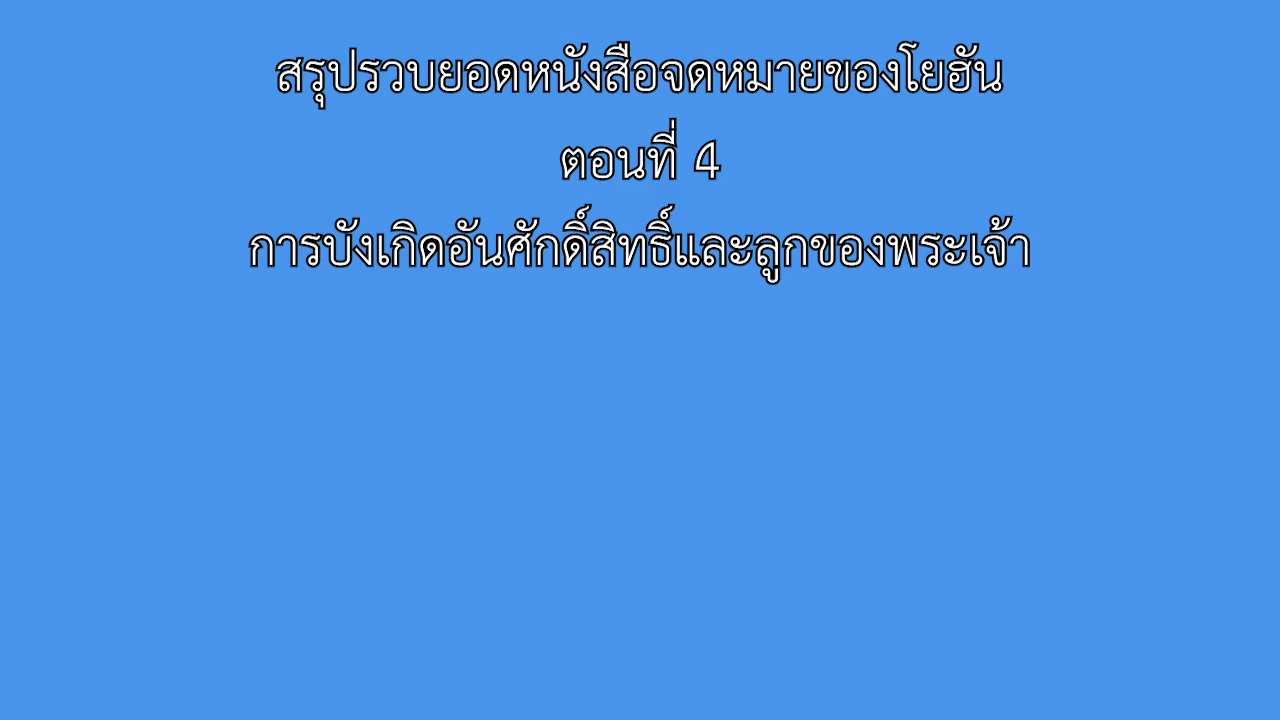 สรุปรวบยอดหนังสือจดหมายของโยฮัน
ตอนที่ 4
การบังเกิดอันศักดิ์สิทธิ์และลูกของพระเจ้า